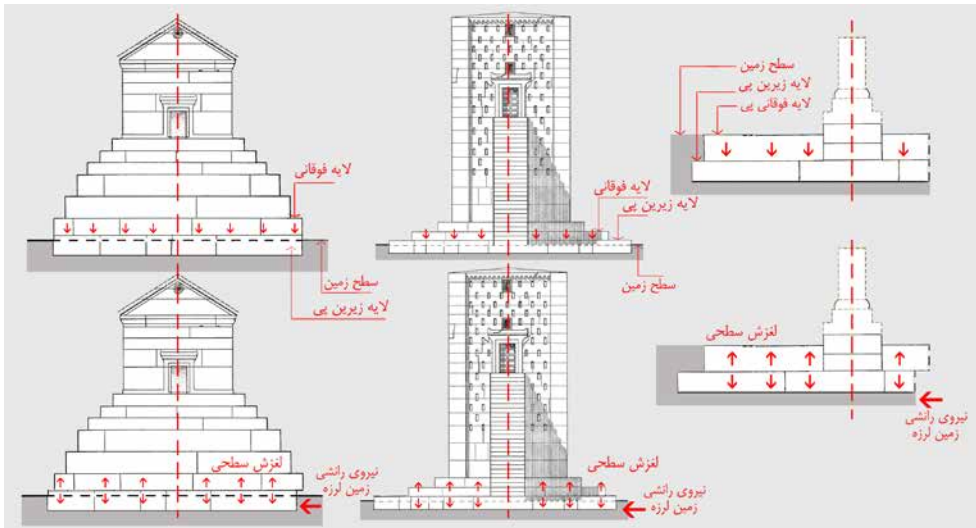 سطح زمین
لایه زیرین پی
لایه فوقانی پی
لایه فوقانی
لایه زیرین پی
سطح زمین
لایه فوقانی
سطح زمین
لایه زیرین پی
لغزش سطحی
نیروی رانشی
زمین لرزه
لغزش سطحی
نیروی رانشی
زمین لرزه
لغزش سطحی
نیروی رانشی
زمین لرزه